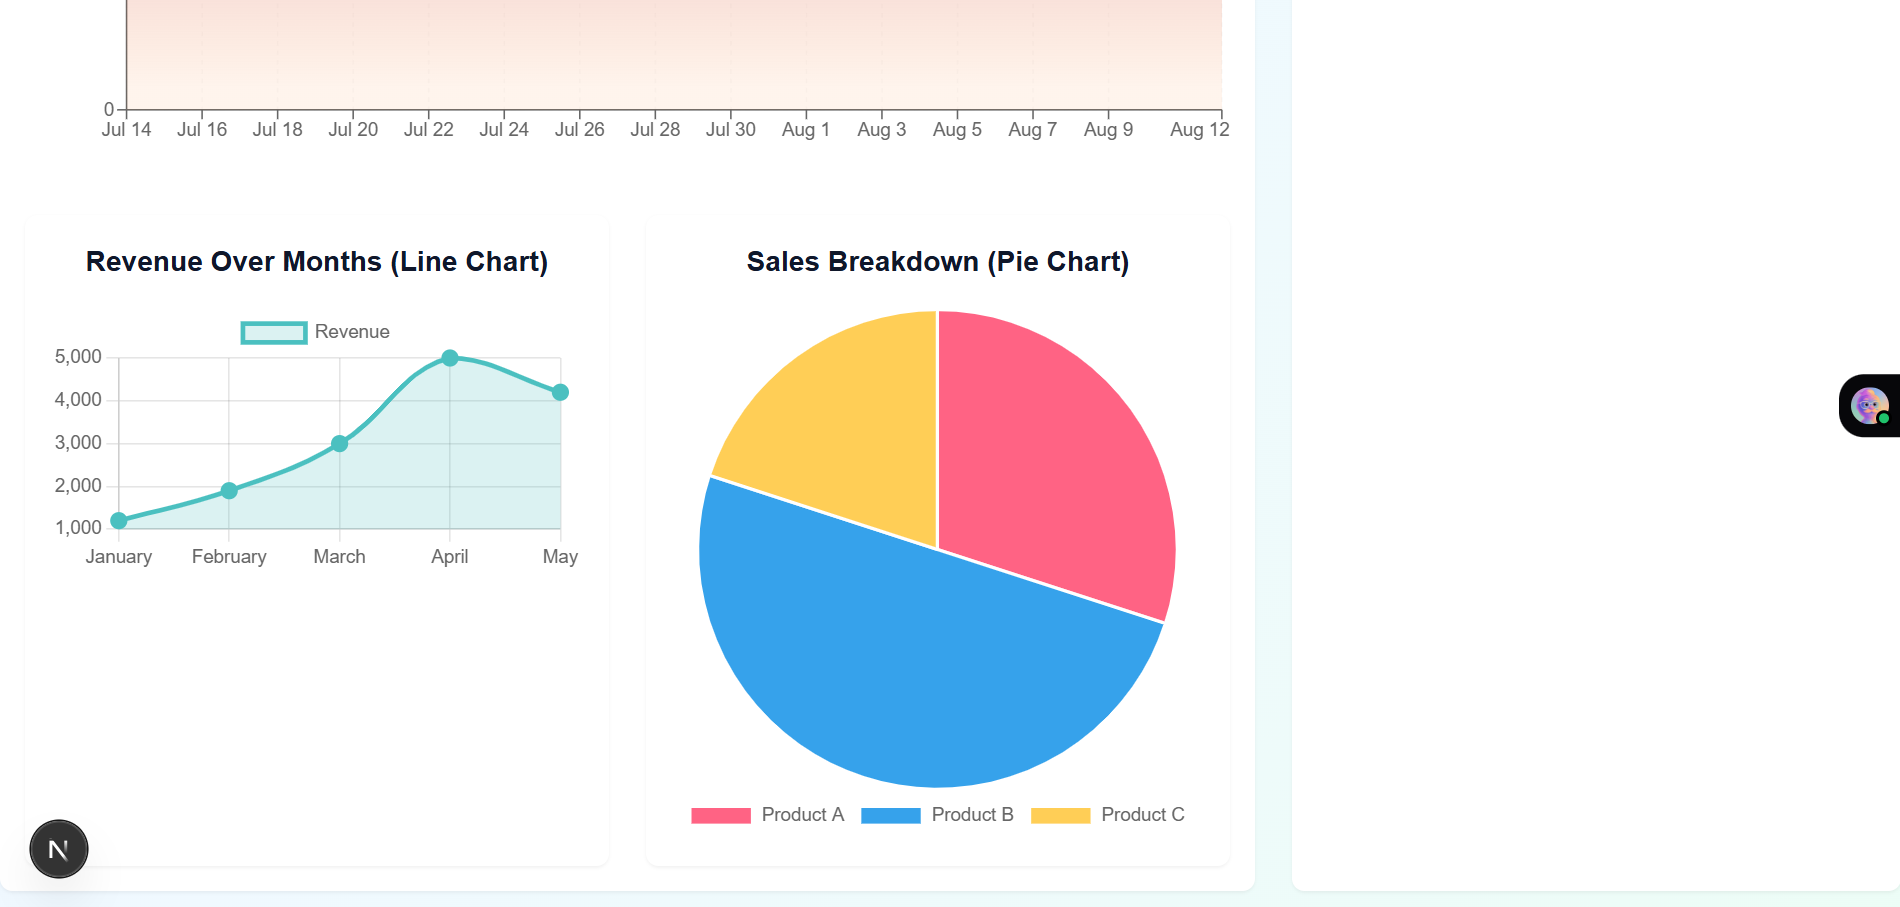 0
Jul 14 Jul 16 Jul 18 Jul 20 Jul 22 Jul 24 Jul 26 Jul 28 Jul 30 Aug 1 Aug 3 Aug 5 Aug 7 Aug 9 Aug 12
Revenue Over Months (Line Chart)
Revenue
5,000
4,000
3,000
2,000
1,000
January February March April May
Sales Breakdown (Pie Chart)
Product A Product B Product C
N